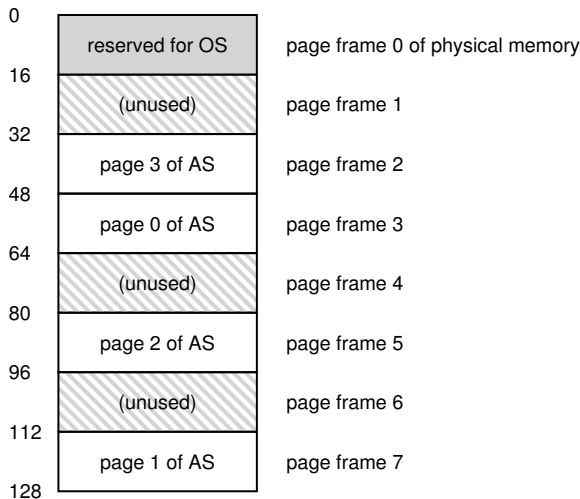 0
reserved for OS page frame 0 of physical memory
16
(unused) page frame 1
32
page 3 of AS page frame 2
48
page 0 of AS page frame 3
64
(unused) page frame 4
80
page 2 of AS page frame 5
96
(unused) page frame 6
112
page 1 of AS page frame 7
128